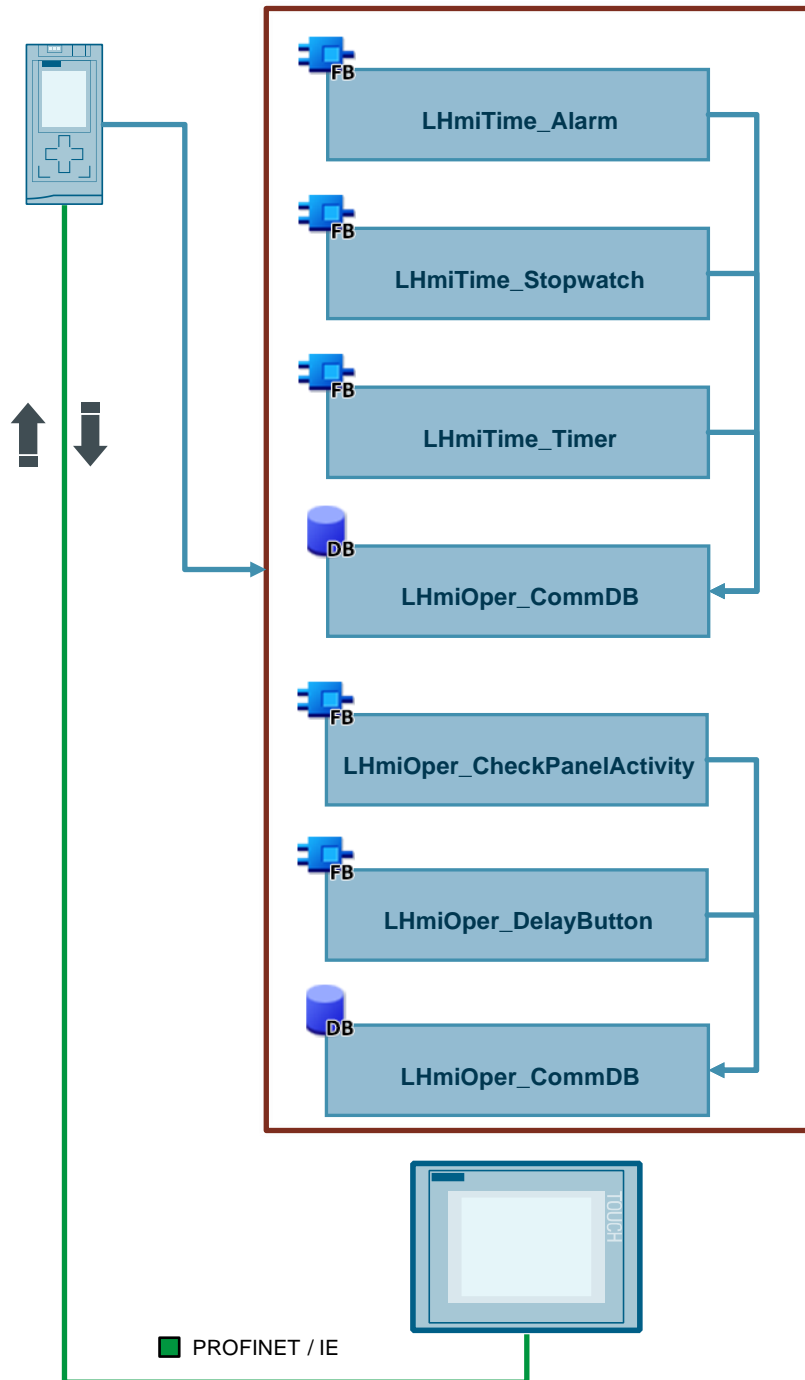 FB
LHmiTime_Alarm
FB
LHmiTime_Stopwatch
FB
LHmiTime_Timer
DB
LHmiOper_CommDB
FB
LHmiOper_CheckPanelActivity
FB
LHmiOper_DelayButton
DB
LHmiOper_CommDB
TOUCH
PROFINET / IE